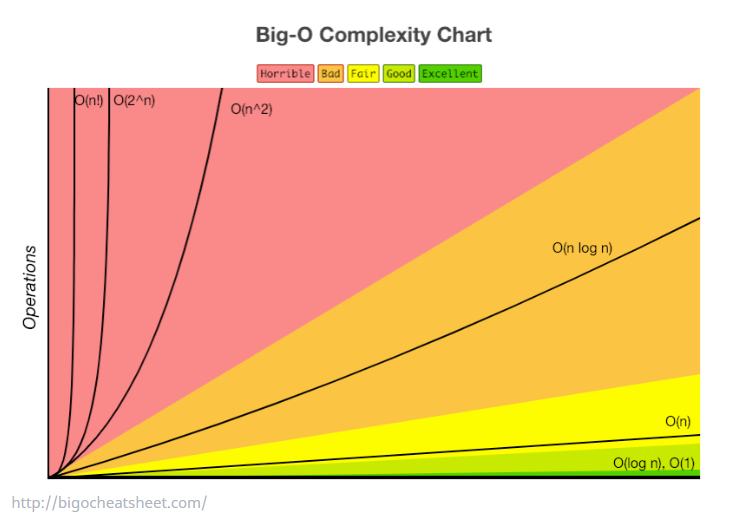 Big-O Complexity Chart
Horrible Bad Fair Good Excellent
O(n!) O(2^n)
O(n^2)
O(n log n)
Operations
O(n)
O(log n), O(1)
http://bigocheatsheet.com/